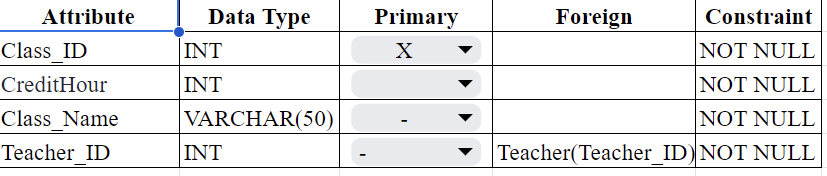 Attribute Data Type Primary Foreign Constraint
Class_ID INT X NOT NULL
CreditHour INT NOT NULL
Class_Name VARCHAR(50) - NOT NULL
Teacher_ID INT - Teacher(Teacher_ID) NOT NULL